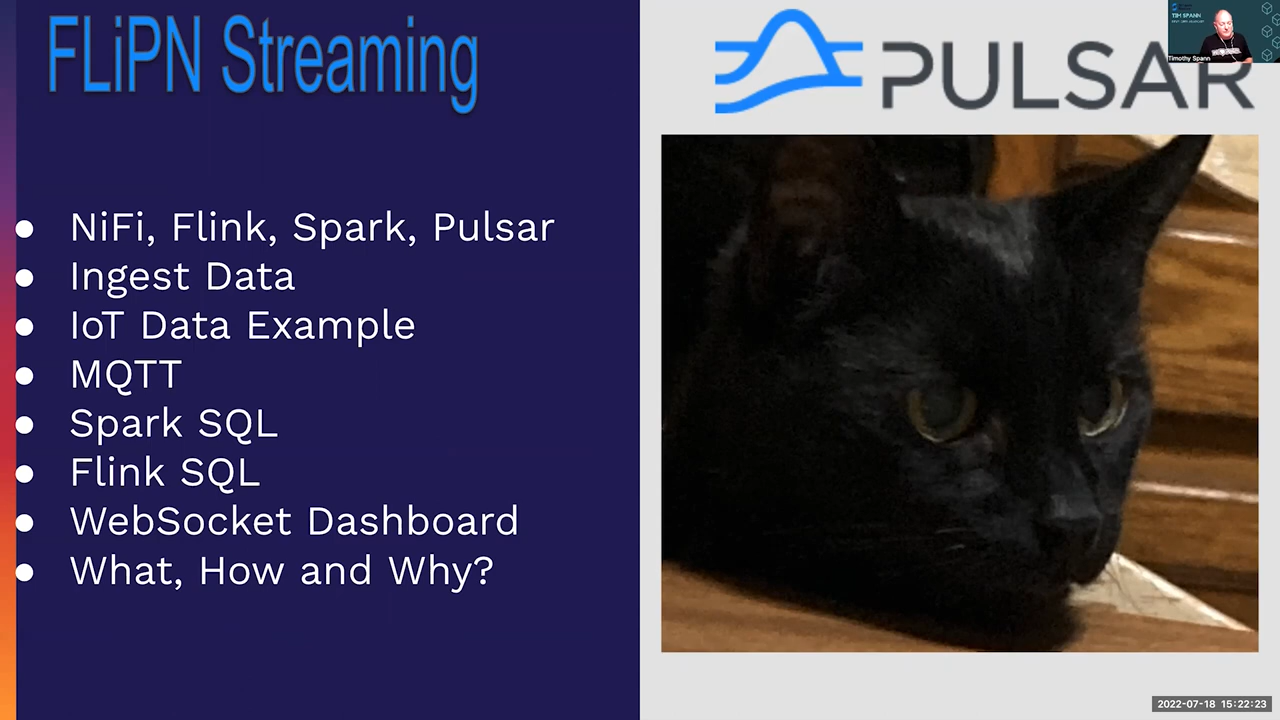 FLiPN Streaming
PULSAR
TIM SPANN
Timothy Spann
● NiFi, Flink, Spark, Pulsar
● Ingest Data
● IoT Data Example
● MQTT
● Spark SQL
● Flink SQL
● WebSocket Dashboard
● What, How and Why?
2022-07-18 15:22:23